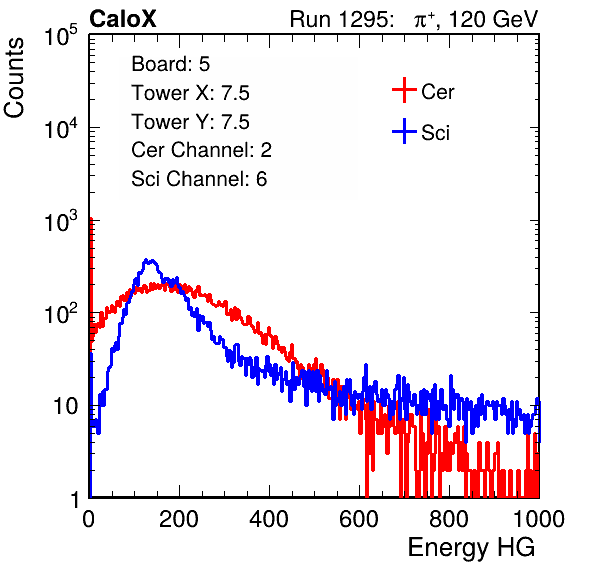 CaloX Run 1295: π⁺, 120 GeV
Counts
Board: 5
Tower X: 7.5
Tower Y: 7.5
Cer Channel: 2
Sci Channel: 6
Cer
Sci
10⁵
10⁴
10³
10²
10
1
0 200 400 600 800 1000
Energy HG